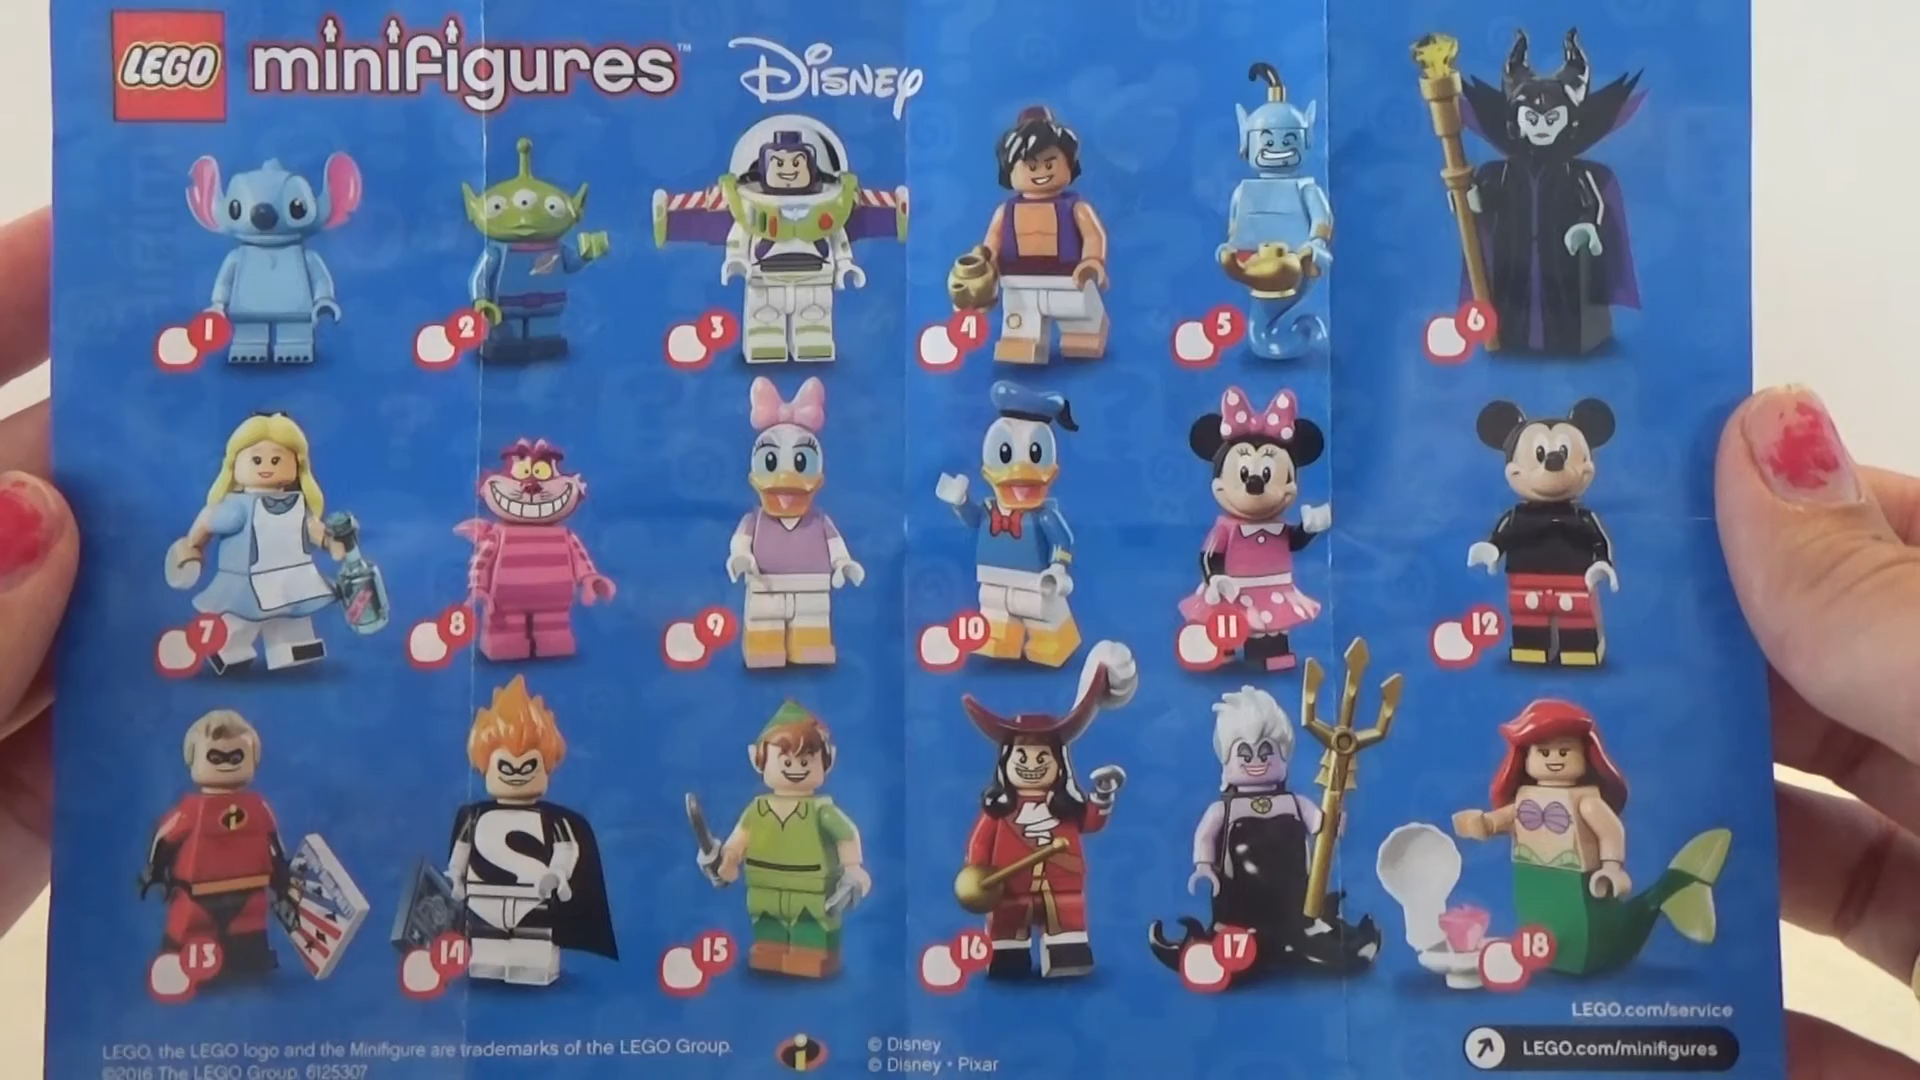 LEGO minifigures™ Disney
1
2
3
4
5
6
7
8
9
10
11
12
13
14
15
16
17
18
S
LEGO.com/service
LEGO, the LEGO logo and the Minifigure are trademarks of the LEGO Group.
©2016 The LEGO Group. 6125307
© Disney
© Disney • Pixar
LEGO.com/minifigures